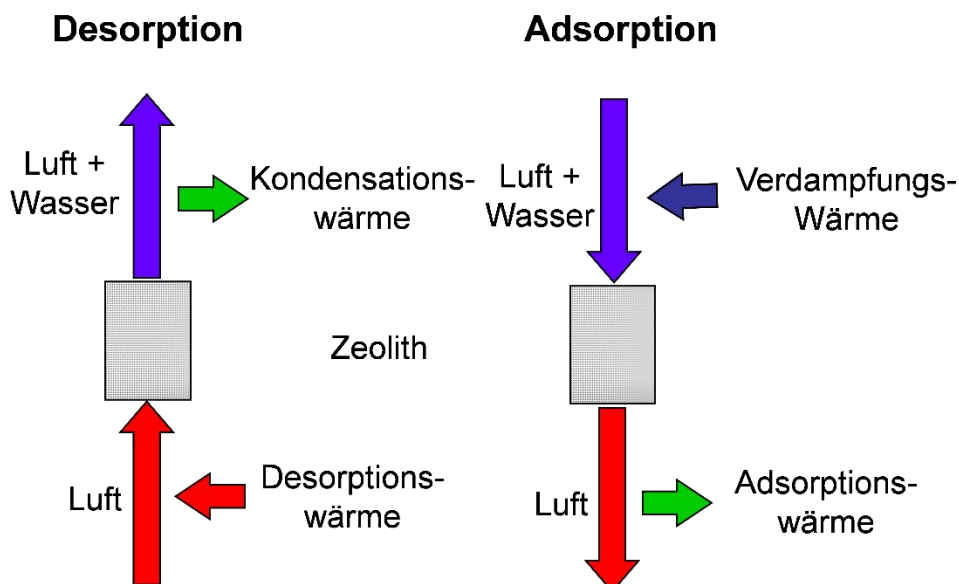 Desorption
Adsorption
Luft +
Wasser
Kondensations-
wärme
Luft +
Wasser
Verdampfungs-
Wärme
Zeolith
Luft
Desorptions-
wärme
Luft
Adsorptions-
wärme